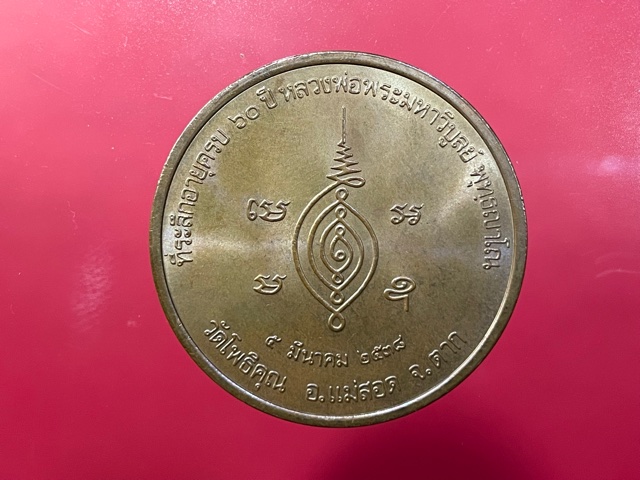 ที่ระลึกอายุครบ ๖๐ ปี หลวงพ่อพระมหาวิบูลย์ พุทธญาโณ
๕ มีนาคม ๒๕๓๘
วัดโพธิคุณ อ.แม่สอด จ.ตาก